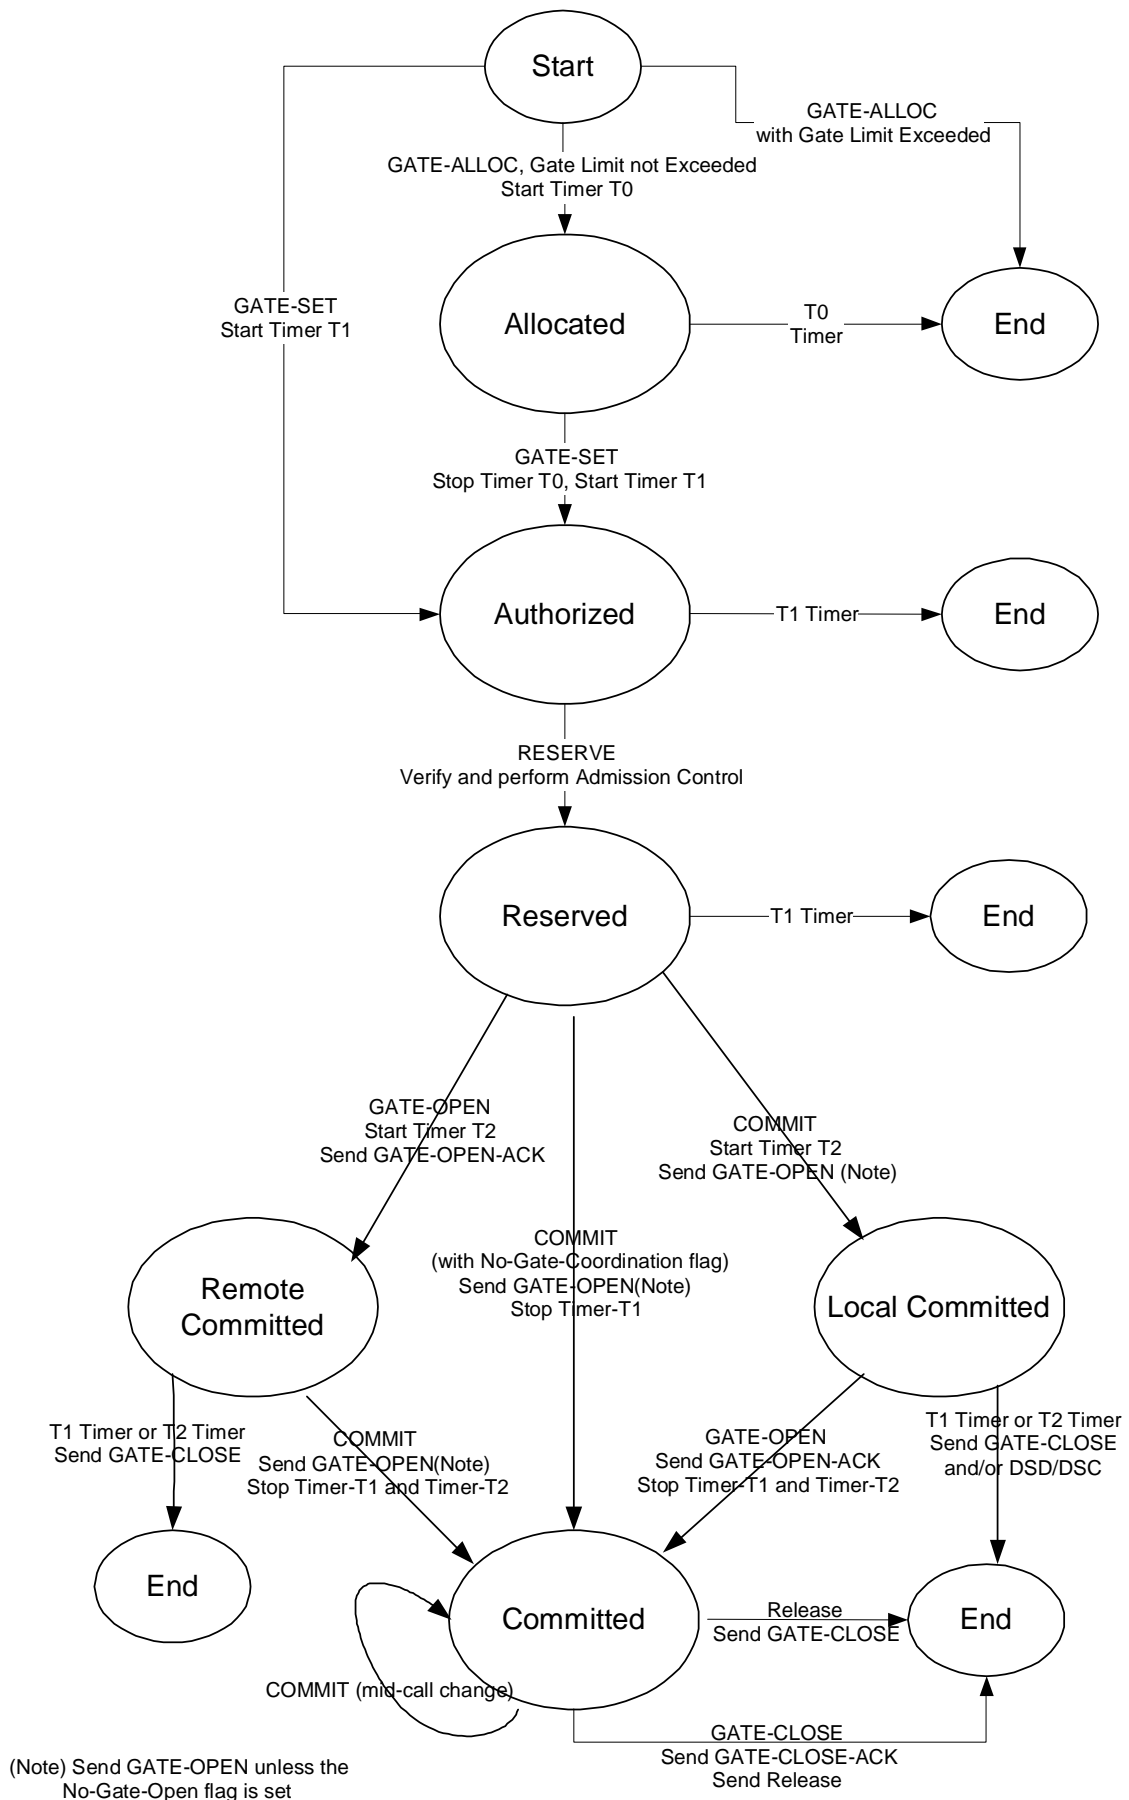 Start
GATE-ALLOC
with Gate Limit Exceeded
GATE-ALLOC, Gate Limit not Exceeded
Start Timer T0
GATE-SET
Start Timer T1
Allocated
T0
Timer
End
GATE-SET
Stop Timer T0, Start Timer T1
Authorized
T1 Timer
End
RESERVE
Verify and perform Admission Control
Reserved
T1 Timer
End
GATE-OPEN
Start Timer T2
Send GATE-OPEN-ACK
COMMIT
Start Timer T2
Send GATE-OPEN (Note)
COMMIT
(with No-Gate-Coordination flag)
Send GATE-OPEN(Note)
Stop Timer-T1
Remote
Committed
Local Committed
T1 Timer or T2 Timer
Send GATE-CLOSE
COMMIT
Send GATE-OPEN(Note)
Stop Timer-T1 and Timer-T2
GATE-OPEN
Send GATE-OPEN-ACK
Stop Timer-T1 and Timer-T2
T1 Timer or T2 Timer
Send GATE-CLOSE
and/or DSD/DSC
End
Committed
Release
Send GATE-CLOSE
End
COMMIT (mid-call change)
GATE-CLOSE
Send GATE-CLOSE-ACK
Send Release
(Note) Send GATE-OPEN unless the
No-Gate-Open flag is set